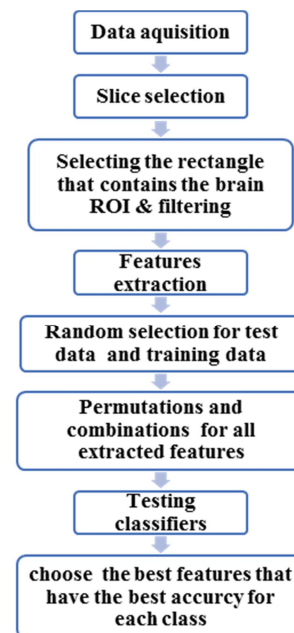 Data aquisition
Slice selection
Selecting the rectangle
that contains the brain
ROI & filtering
Features
extraction
Random selection for test
data and training data
Permutations and
combinations for all
extracted features
Testing
classifiers
choose the best features that
have the best accurcy for
each class